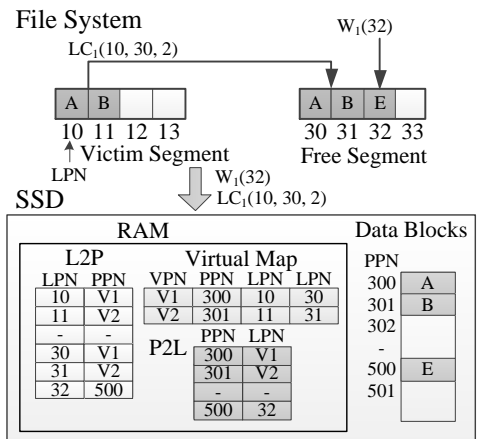 File System
LC1(10, 30, 2)
W1(32)
A B
A B E
10 11 12 13
30 31 32 33
Victim Segment
Free Segment
LPN
W1(32)
LC1(10, 30, 2)
SSD
RAM
Data Blocks
L2P
Virtual Map
LPN PPN
VPN PPN LPN LPN
PPN
10 V1
V1 300 10 30
300 A
11 V2
V2 301 11 31
301 B
- -
P2L
PPN LPN
302
30 V1
300 V1
-
31 V2
301 V2
500 E
32 500
- -
501
500 32